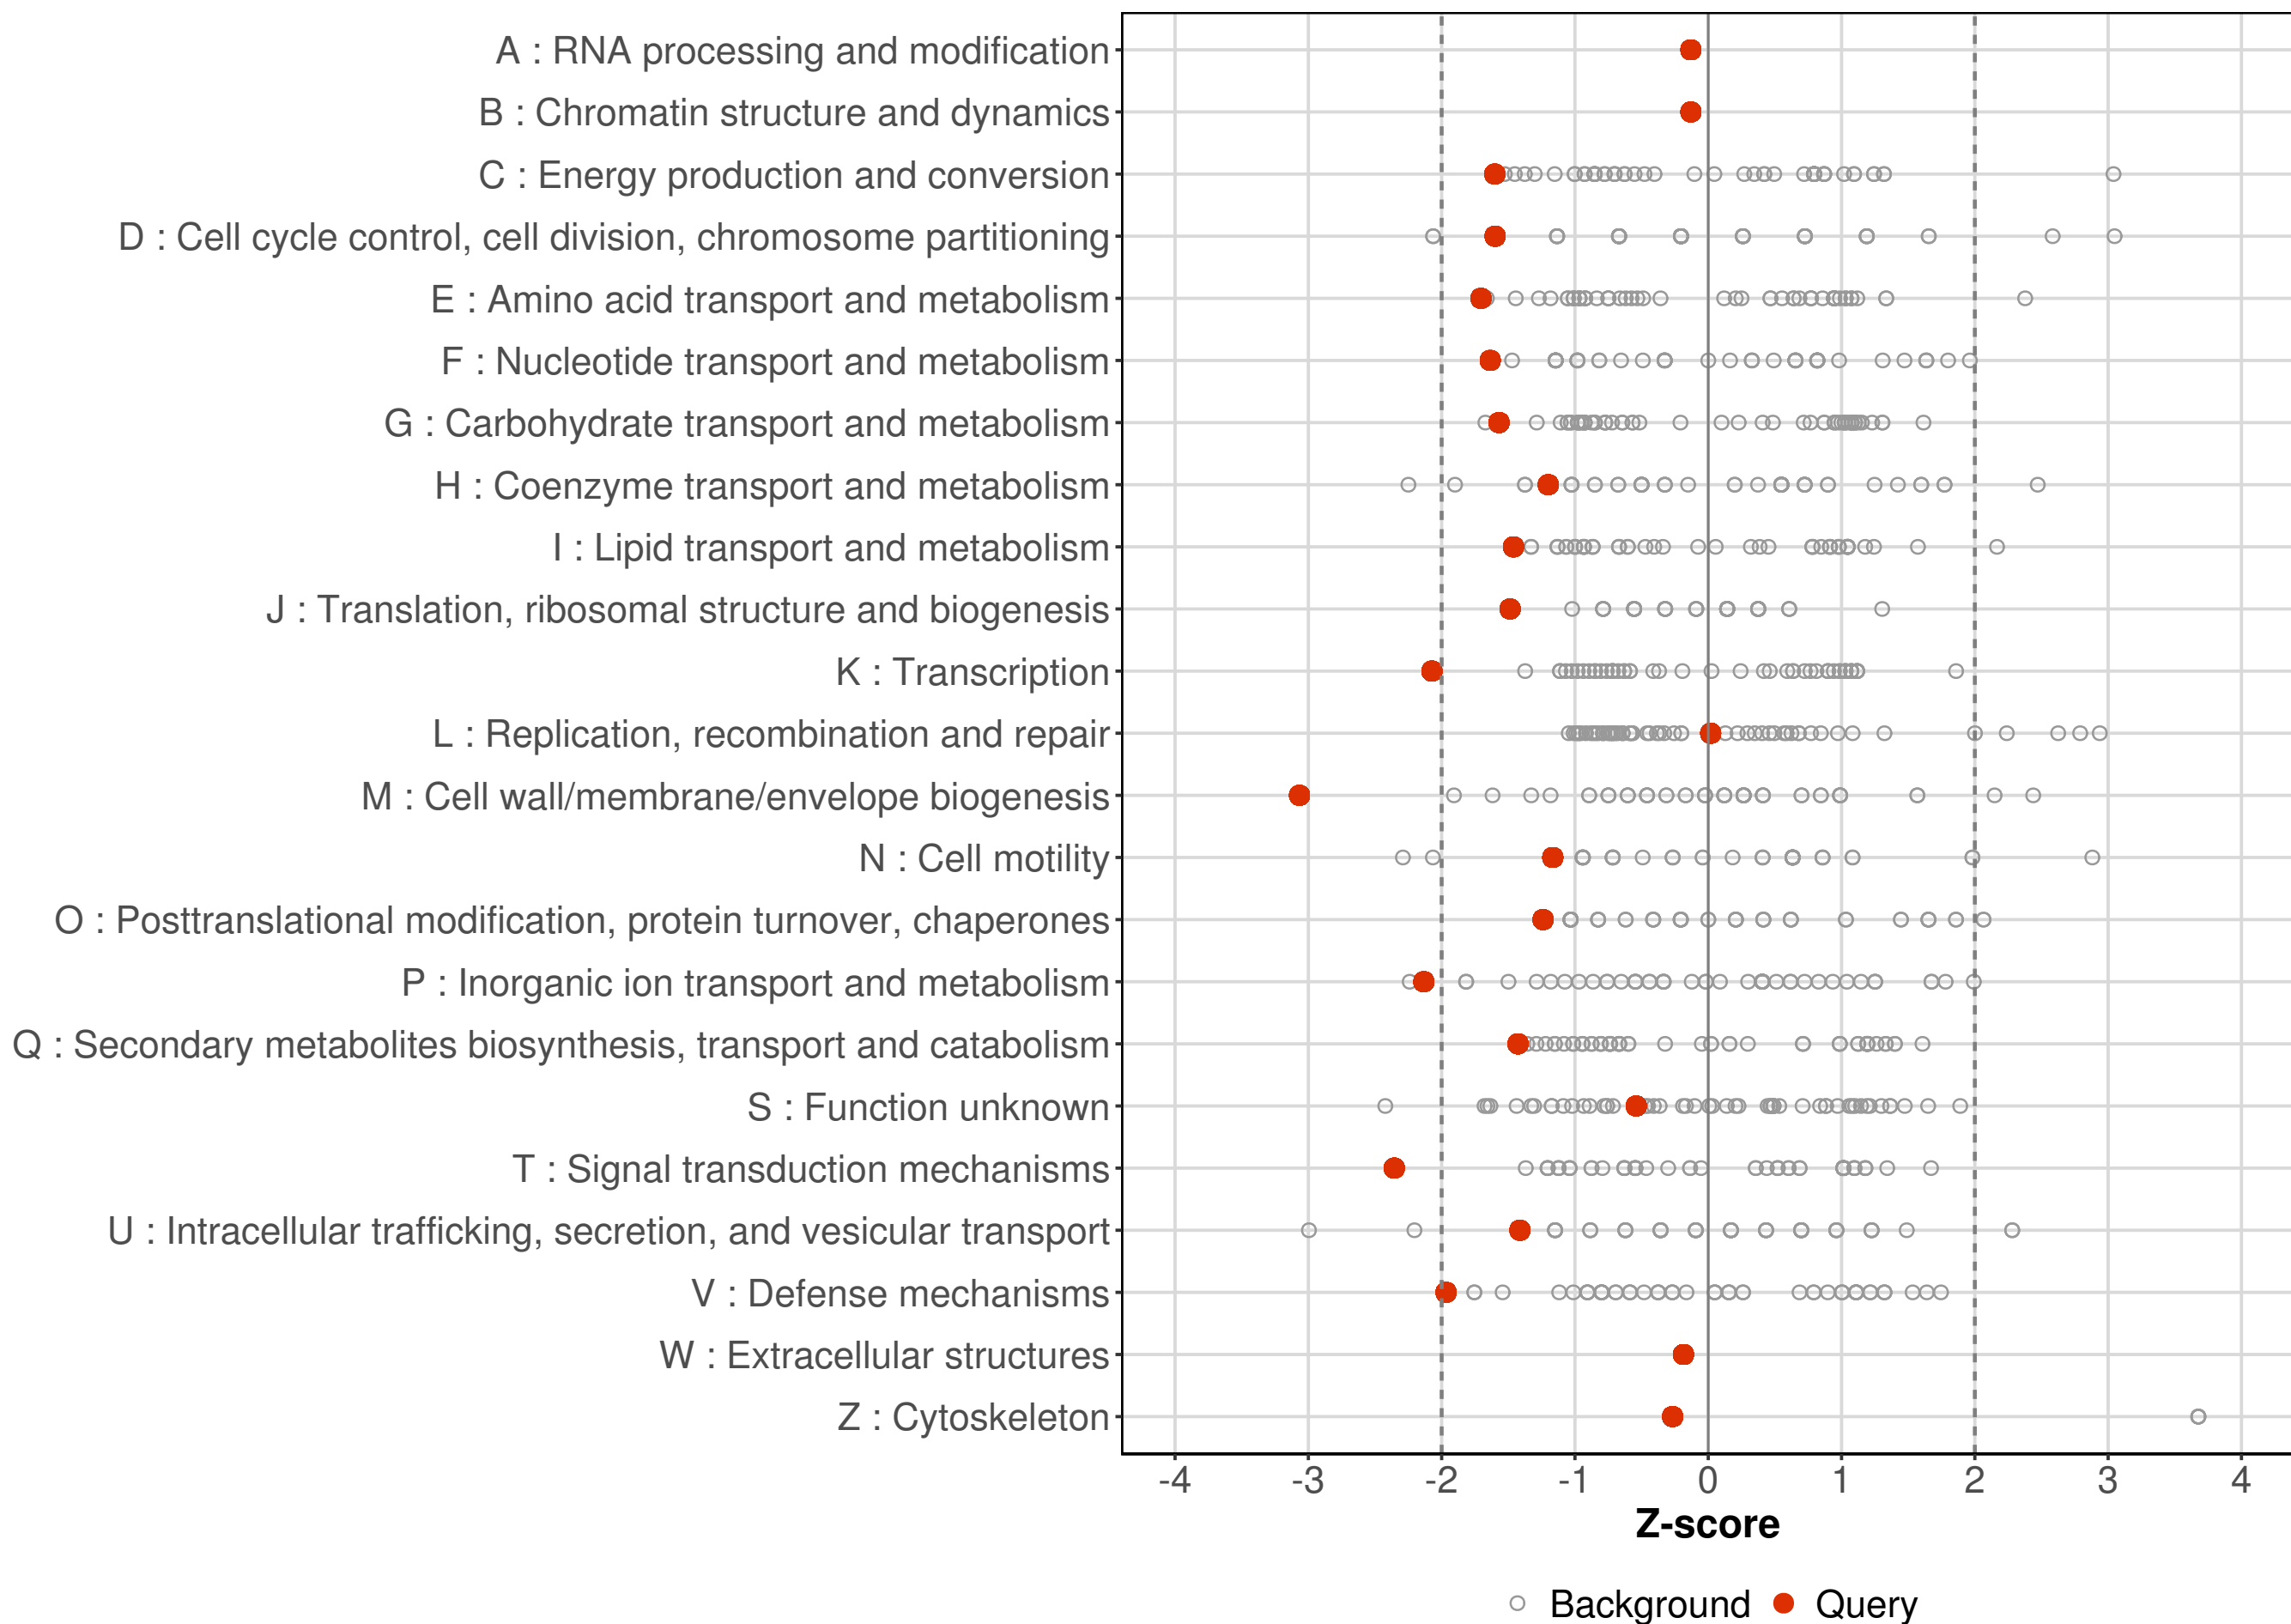 A : RNA processing and modification
B : Chromatin structure and dynamics
C : Energy production and conversion
D : Cell cycle control, cell division, chromosome partitioning
E : Amino acid transport and metabolism
F : Nucleotide transport and metabolism
G : Carbohydrate transport and metabolism
H : Coenzyme transport and metabolism
I : Lipid transport and metabolism
J : Translation, ribosomal structure and biogenesis
K : Transcription
L : Replication, recombination and repair
M : Cell wall/membrane/envelope biogenesis
N : Cell motility
O : Posttranslational modification, protein turnover, chaperones
P : Inorganic ion transport and metabolism
Q : Secondary metabolites biosynthesis, transport and catabolism
S : Function unknown
T : Signal transduction mechanisms
U : Intracellular trafficking, secretion, and vesicular transport
V : Defense mechanisms
W : Extracellular structures
Z : Cytoskeleton
-4 -3 -2 -1 0 1 2 3 4
Z-score
Background Query